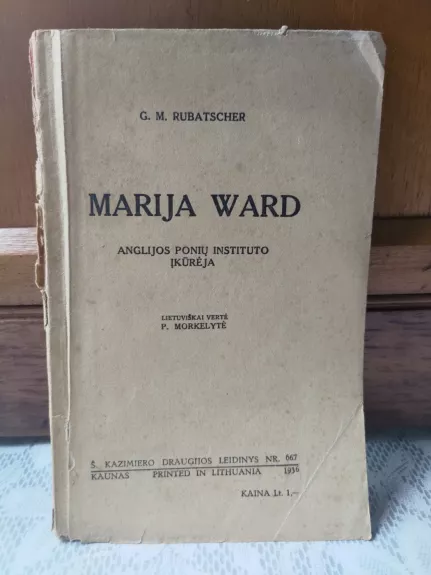 G. M. RUBATSCHER
MARIJA WARD
ANGLIJOS PONIŲ INSTITUTO
ĮKŪRĖJA
LIETUVIŠKAI VERTĖ
P. MORKELYTĖ
Š. KAZIMIERO DRAUGIJOS LEIDINYS NR. 667
KAUNAS PRINTED IN LITHUANIA 1936
KAINA Lt. 1.–